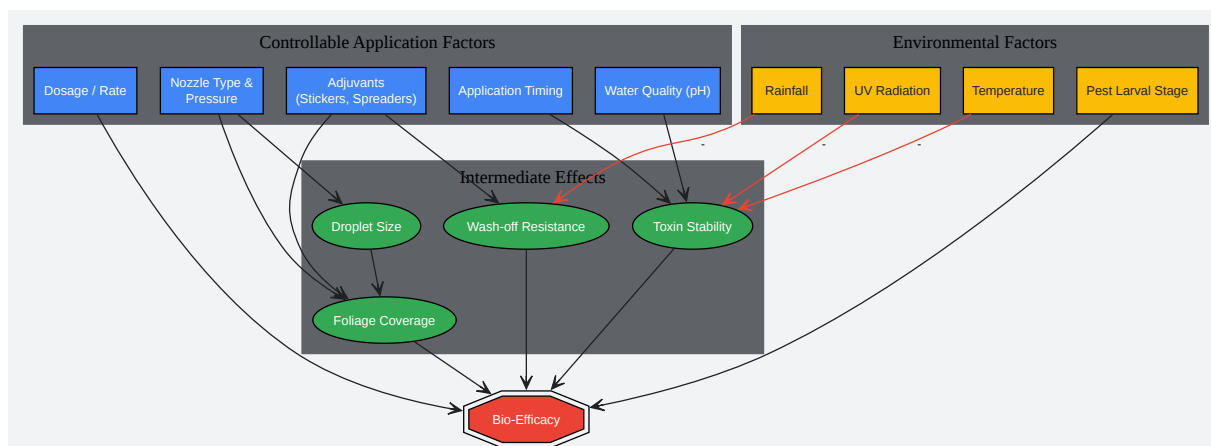 Controllable Application Factors
Environmental Factors
Dosage / Rate
Nozzle Type &
Pressure
Adjuvants
(Stickers, Spreaders)
Application Timing
Water Quality (pH)
Rainfall
UV Radiation
Temperature
Pest Larval Stage
-
-
-
Intermediate Effects
Droplet Size
Wash-off Resistance
Toxin Stability
Foliage Coverage
Bio-Efficacy